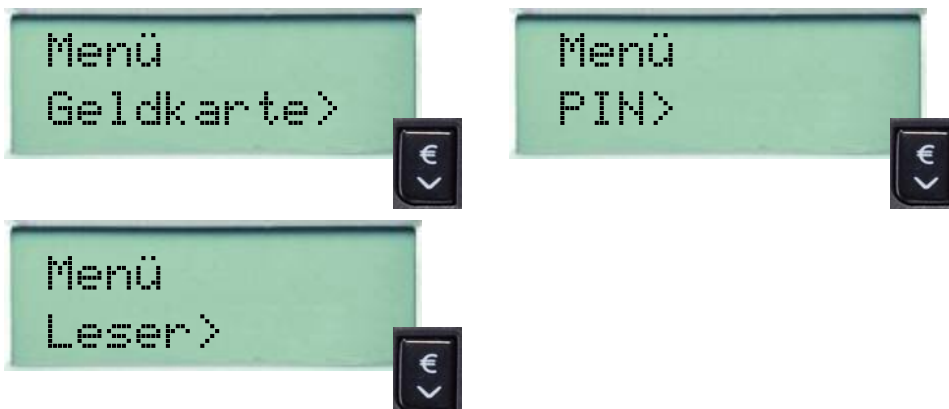 Menü
Geldkarte>
€
Menü
PIN>
€
Menü
Leser>
€